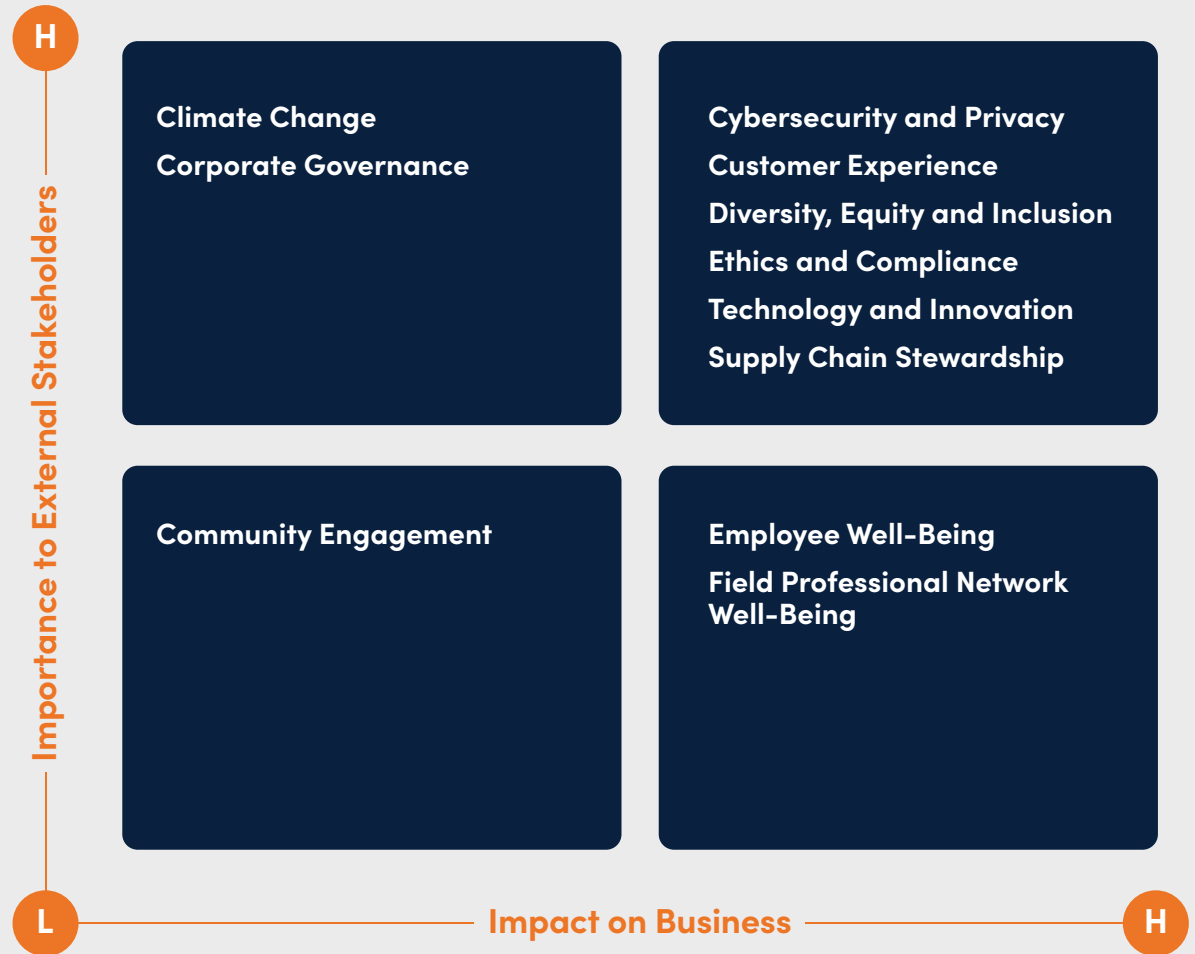 H
Importance to External Stakeholders
Climate Change
Corporate Governance
Cybersecurity and Privacy
Customer Experience
Diversity, Equity and Inclusion
Ethics and Compliance
Technology and Innovation
Supply Chain Stewardship
Community Engagement
Employee Well-Being
Field Professional Network
Well-Being
L
Impact on Business
H